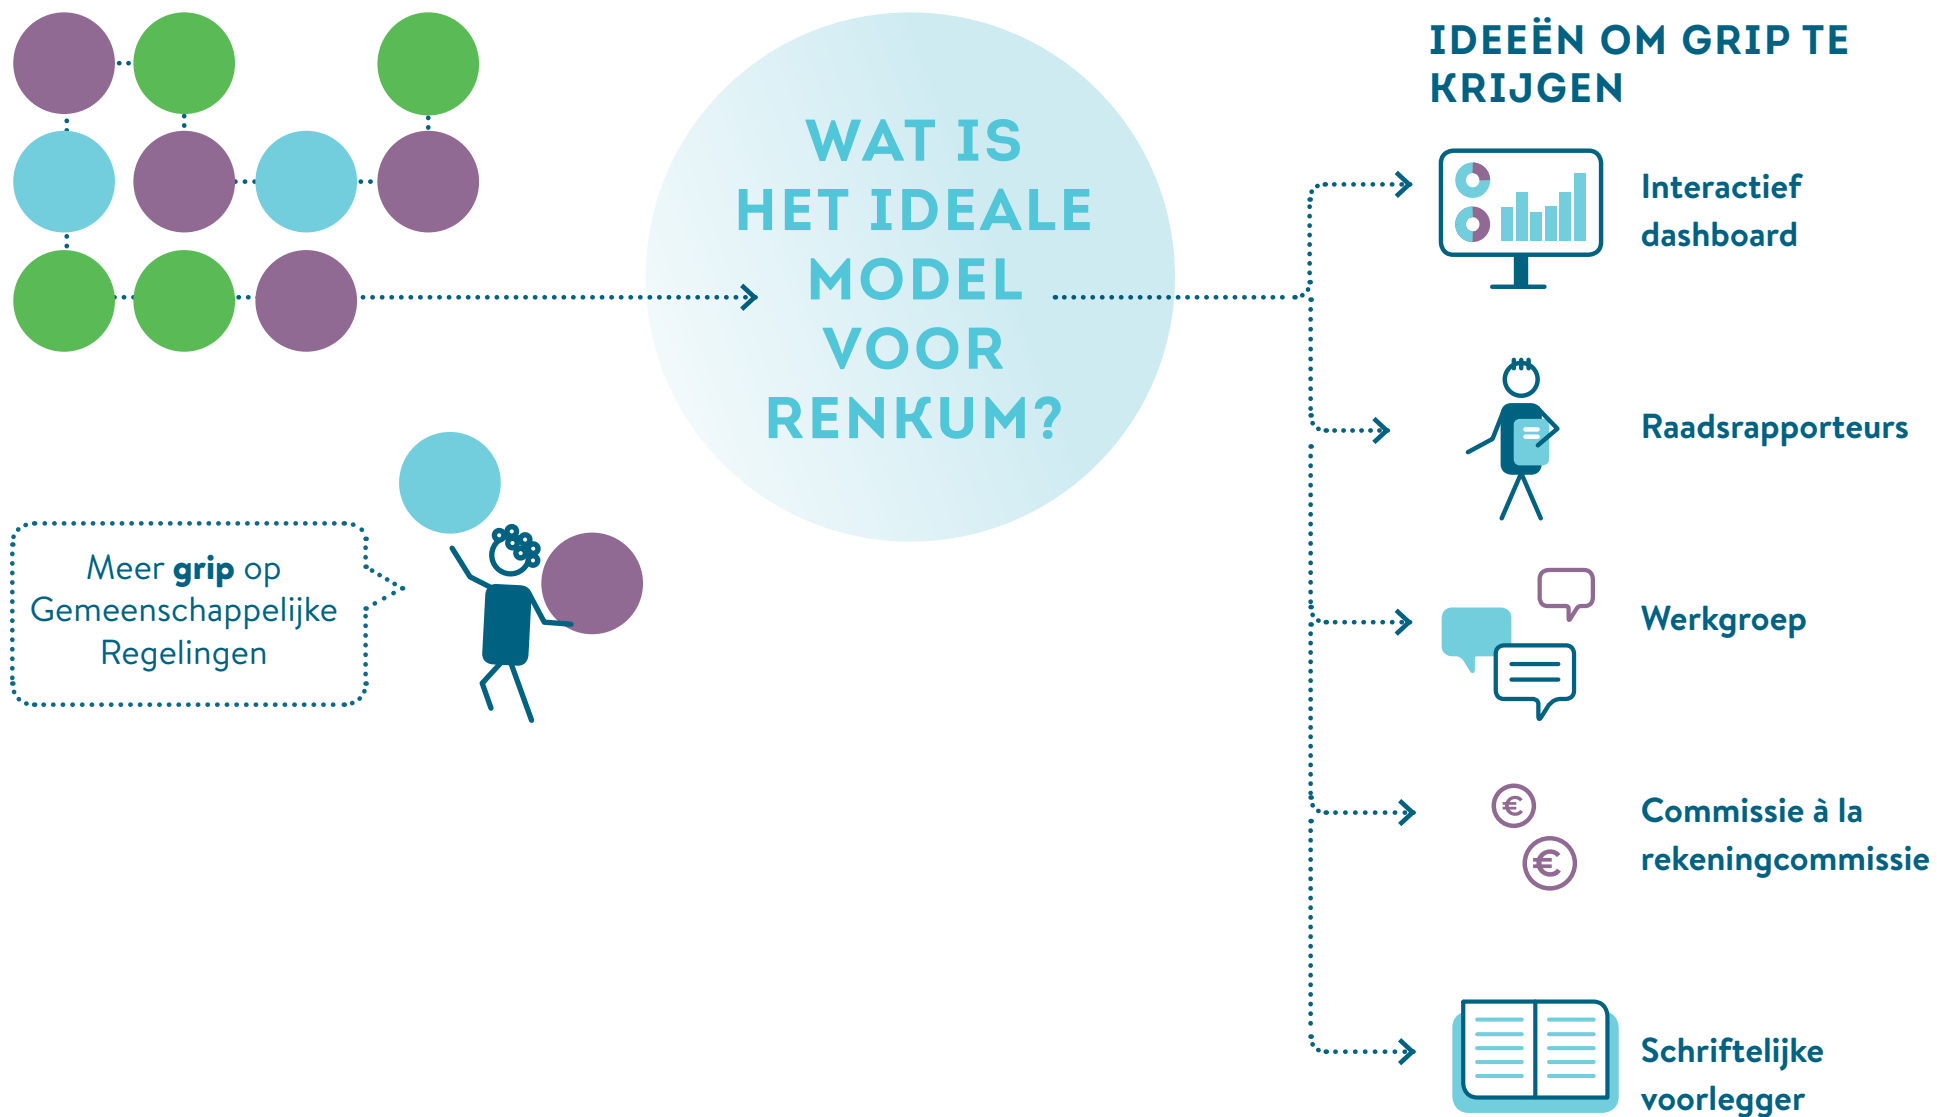 WAT IS
HET IDEALE
MODEL
VOOR
RENKUM?
Meer grip op
Gemeenschappelijke
Regelingen
IDEEËN OM GRIP TE
KRIJGEN
Interactief
dashboard
Raadsrapporteurs
Werkgroep
€
€
Commissie à la
rekeningcommissie
Schriftelijke
voorlegger